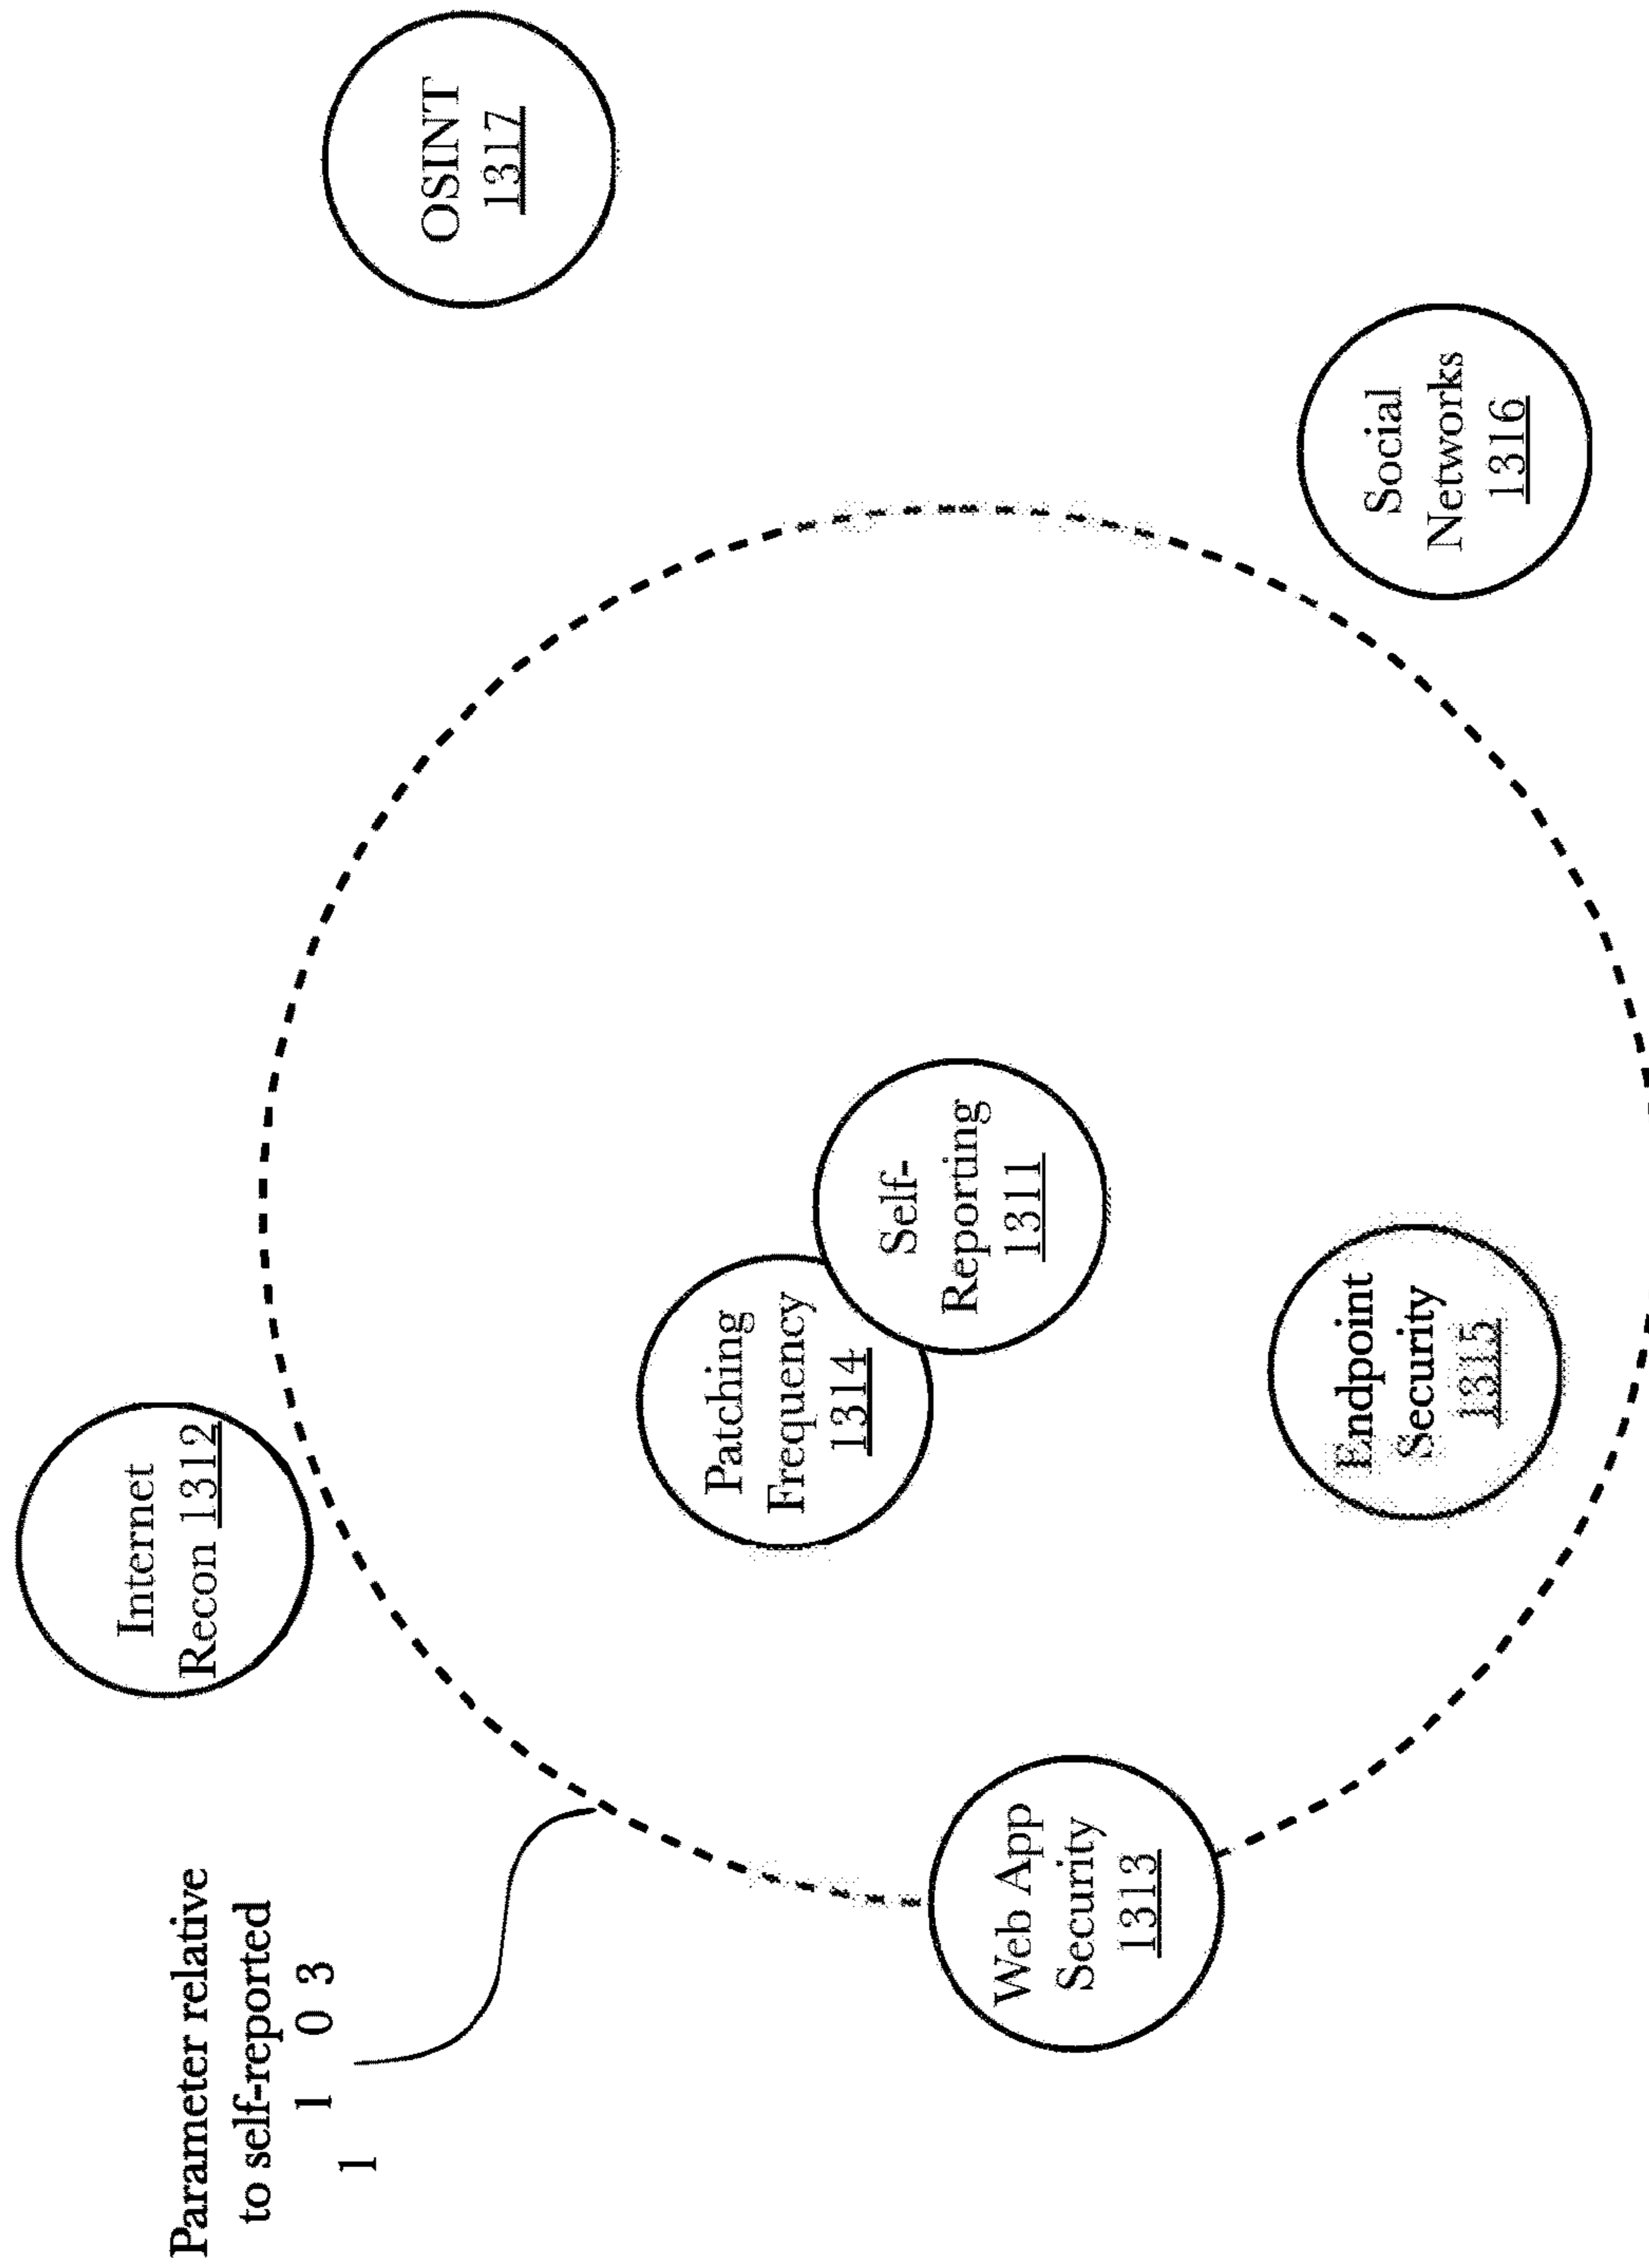 Parameter relative
to self-reported
1 0 3
1
Internet
Recon 1312
OSINT
1317
Patching
Frequency
1314
Self-
Reporting
1311
Web App
Security
1313
Endpoint
Security
1315
Social
Networks
1316